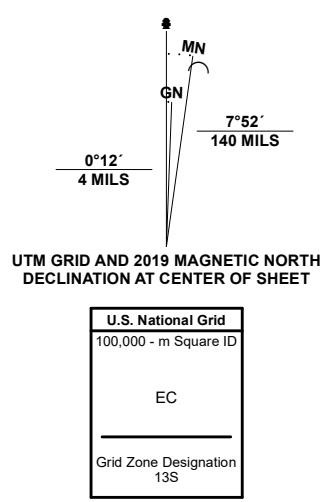 MN
GN
7°52´
140 MILS
0°12´
4 MILS
UTM GRID AND 2019 MAGNETIC NORTH
DECLINATION AT CENTER OF SHEET
U.S. National Grid
100,000 - m Square ID
EC
Grid Zone Designation
13S